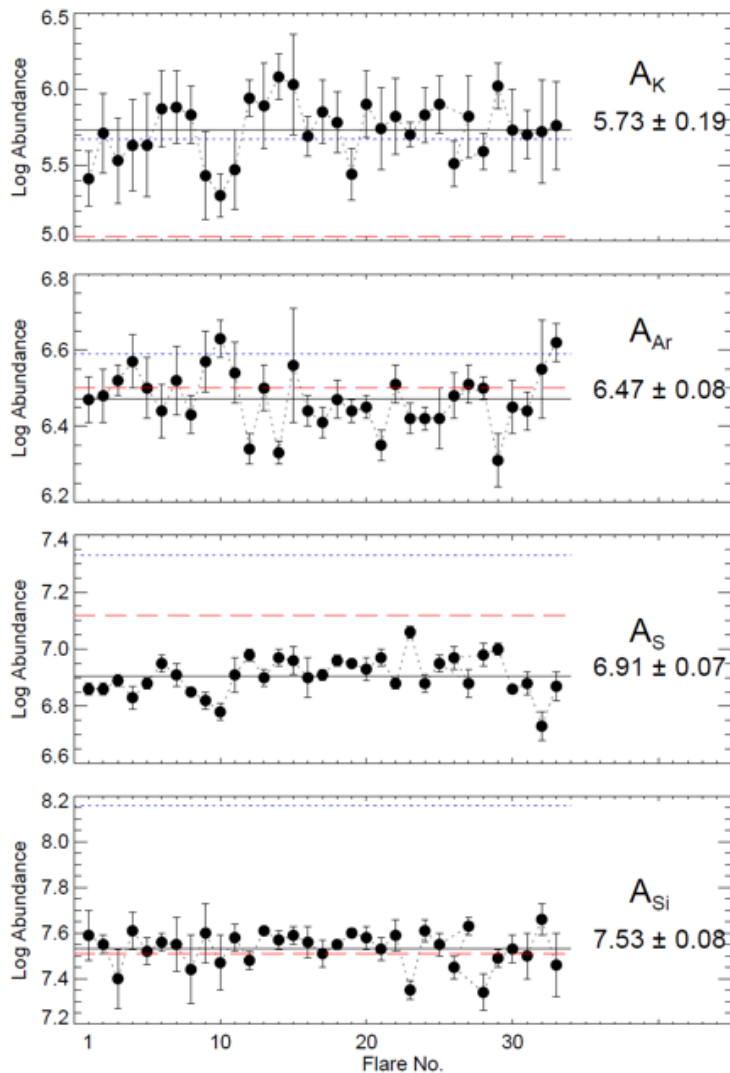 6.5
6.0
5.5
5.0
Log Abundance
A_K
5.73 ± 0.19
6.8
6.6
6.4
6.2
Log Abundance
A_Ar
6.47 ± 0.08
7.4
7.2
7.0
6.8
6.6
Log Abundance
A_S
6.91 ± 0.07
8.2
8.0
7.8
7.6
7.4
7.2
Log Abundance
A_Si
7.53 ± 0.08
1 10 20 30
Flare No.